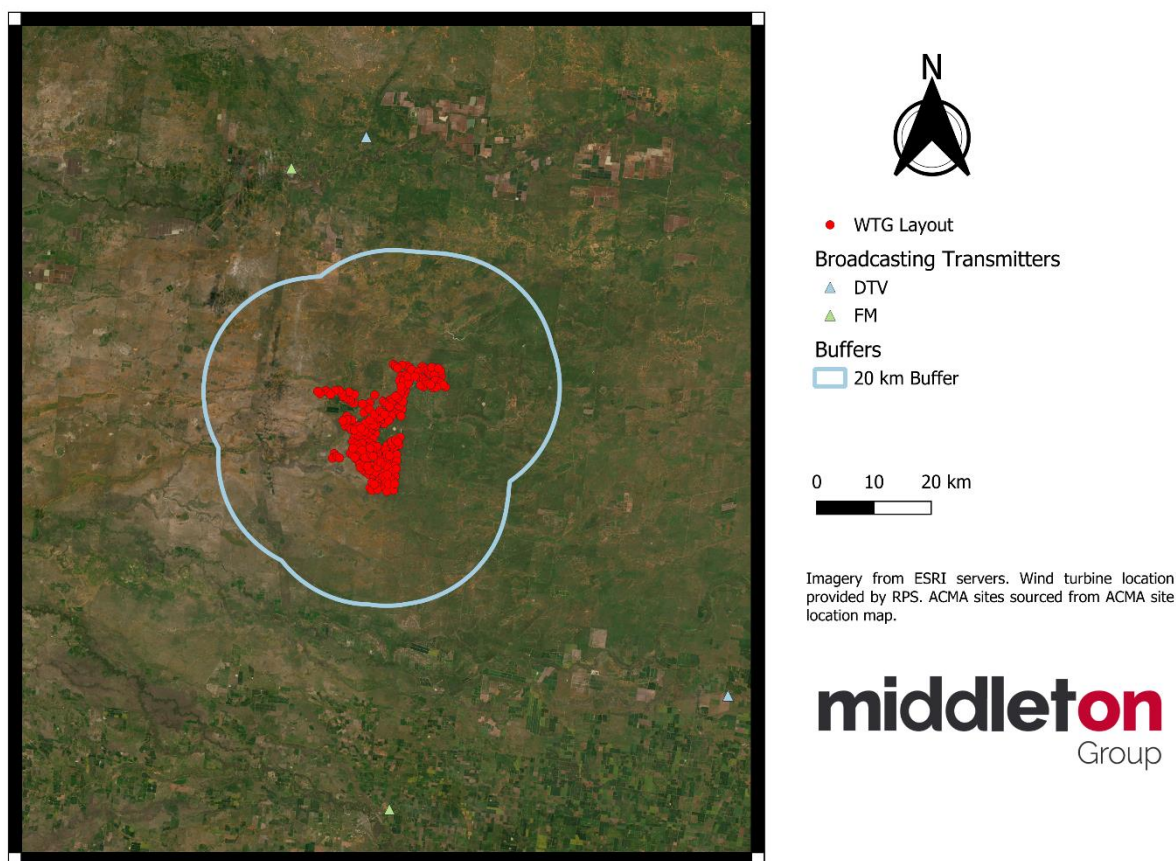 N
WTG Layout
Broadcasting Transmitters
DTV
FM
Buffers
20 km Buffer
0 10 20 km
Imagery from ESRI servers. Wind turbine location
provided by RPS. ACMA sites sourced from ACMA site
location map.
middleton
Group